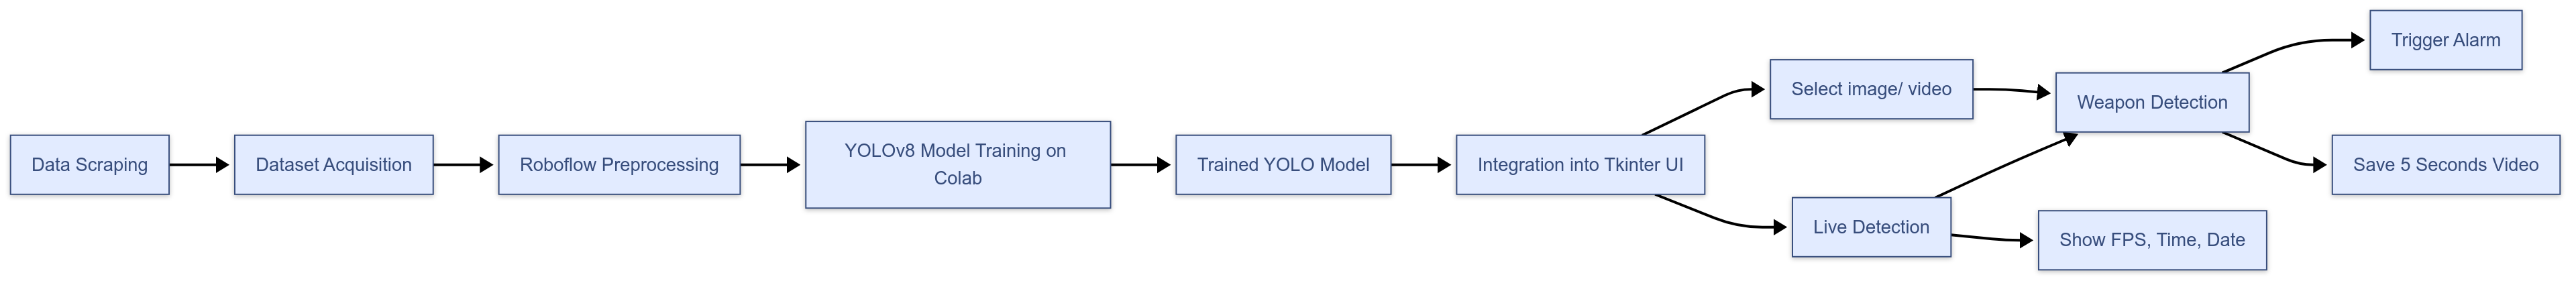 Data Scraping
Dataset Acquisition
Roboflow Preprocessing
YOLOv8 Model Training on
Colab
Trained YOLO Model
Integration into Tkinter UI
Select image/ video
Live Detection
Weapon Detection
Show FPS, Time, Date
Trigger Alarm
Save 5 Seconds Video